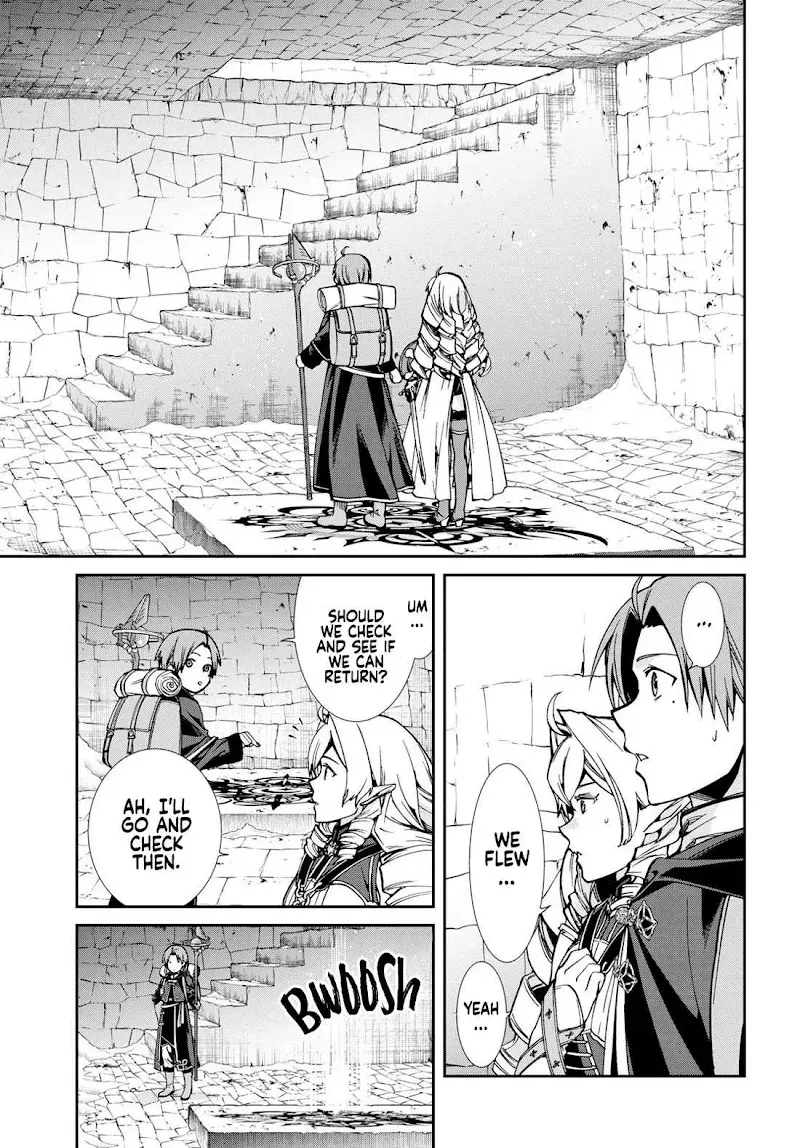 ...
WE
FLEW
...
YEAH
...
UM
...
SHOULD
WE CHECK
AND SEE IF
WE CAN
RETURN?
AH, I'LL
GO AND
CHECK
THEN.
BWOOSH